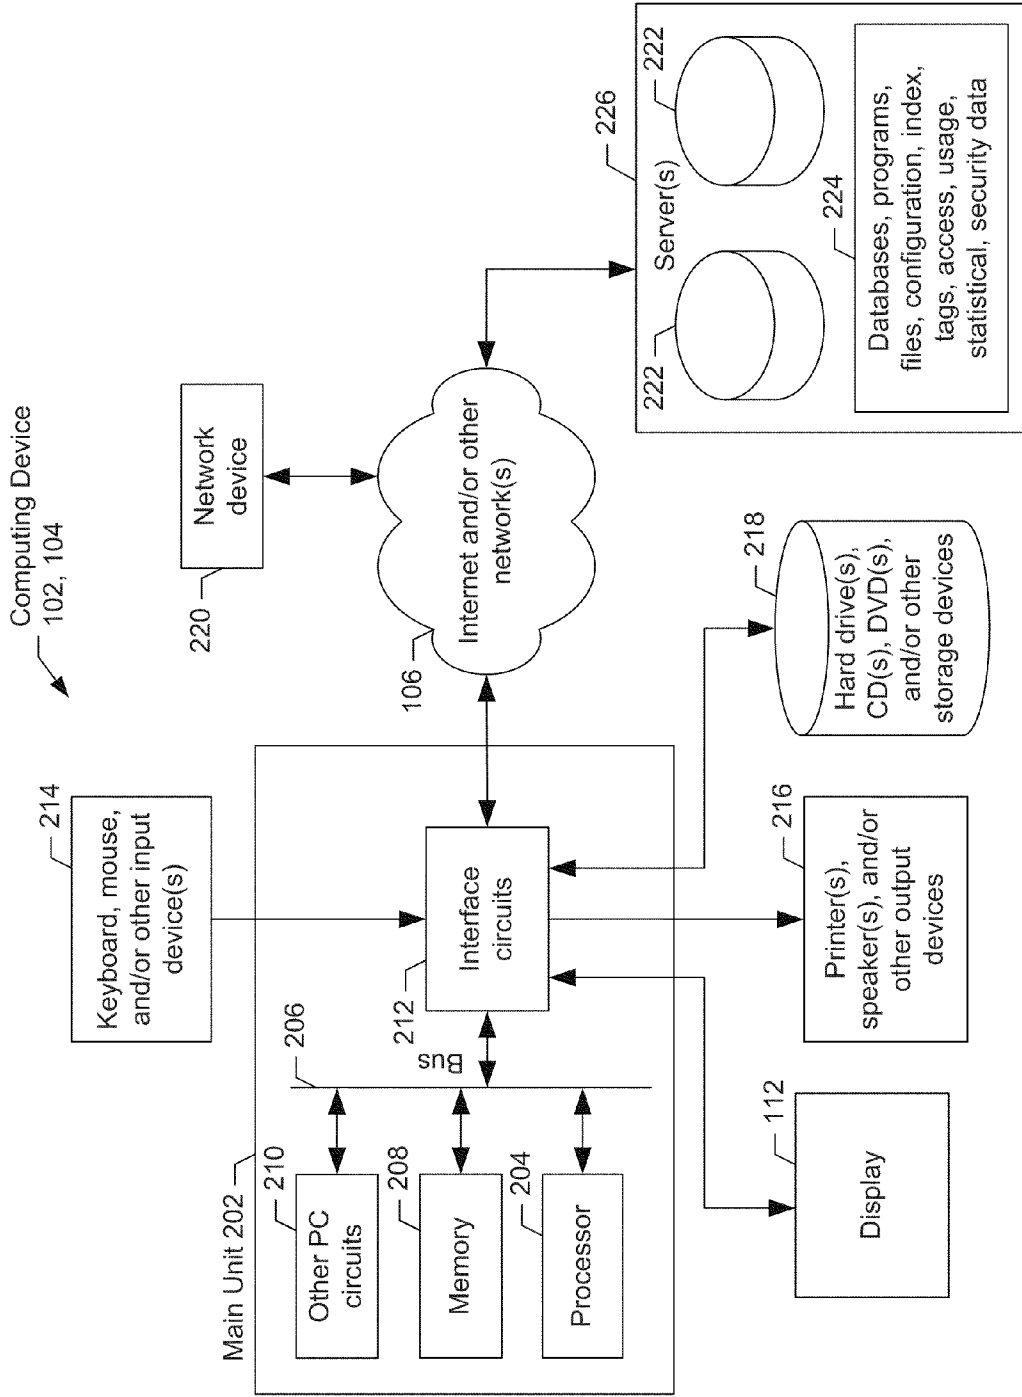 Computing Device
102, 104
214
Keyboard, mouse,
and/or other input
device(s)
220
Network
device
Main Unit 202
210
Other PC
circuits
208
Memory
204
Processor
206
Bus
212
Interface
circuits
106
Internet and/or other
network(s)
112
Display
216
Printer(s),
speaker(s), and/or
other output
devices
218
Hard drive(s),
CD(s), DVD(s),
and/or other
storage devices
226
Server(s)
222
222
224
Databases, programs,
files, configuration, index,
tags, access, usage,
statistical, security data